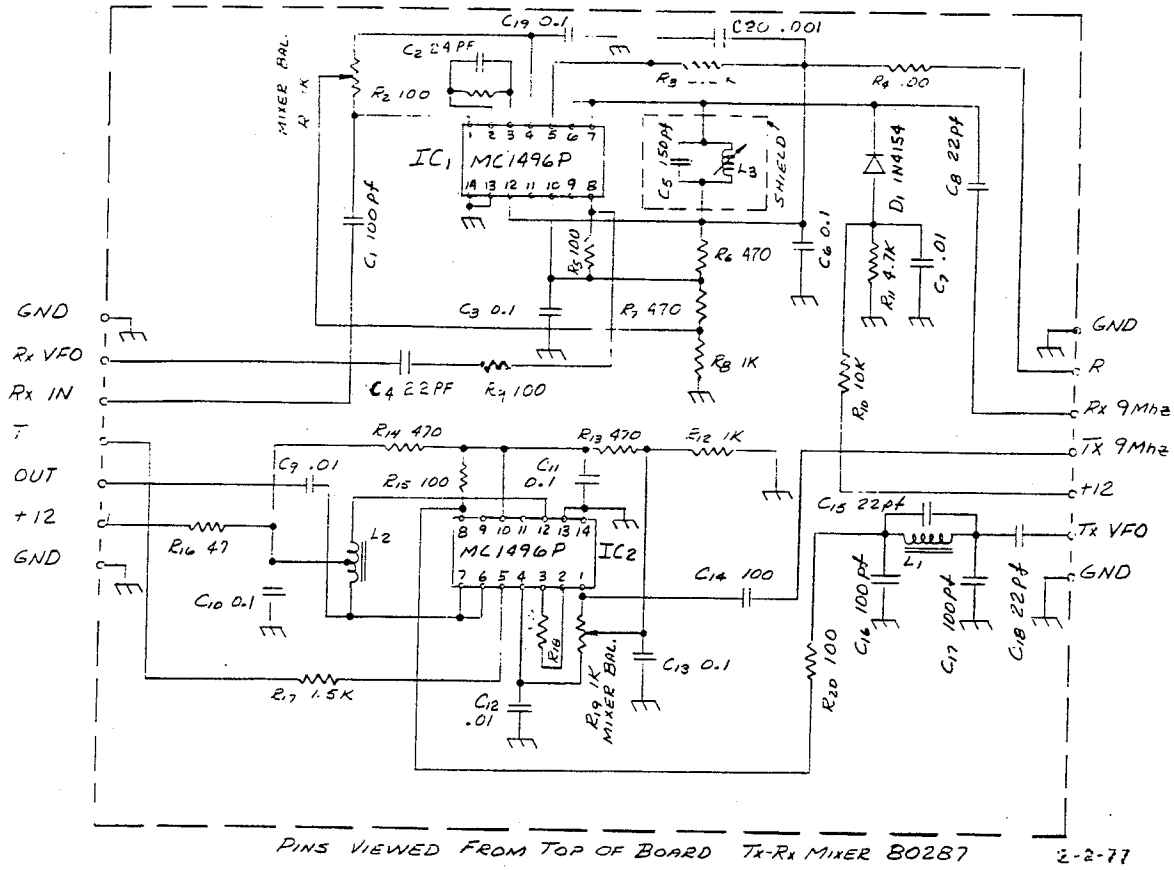 C19 0.1
C20 .001
C2 24PF
MIXER BAL.
R 1K
R2 100
R3
R4
1 2 3 4 5 6 7
IC1 MC1496P
14 13 12 11 10 9 8
C5 150pf
L3
SHIELD
D1 1N4154
C8 22pf
C1 100pf
R5 100
R6 470
C6 0.1
R11 4.7K
C7 .01
C3 0.1
R7 470
R8 1K
GND
Rx VFO
Rx IN
T
OUT
+12
GND
C4 22PF
100
R10 10K
GND
R
Rx 9Mhz
TX 9Mhz
+12
Tx VFO
GND
R14 470
R13 470
R12 1K
C9 .01
R15 100
C11 0.1
C15 22pf
8 9 10 11 12 13 14
MC1496P IC2
7 6 5 4 3 2 1
R16 47
L2
L1
C14 100
C10 0.1
C16 100pf
C17 100pf
C18 22pf
R18
C13 0.1
R17 1.5K
C12 .01
R19 1K
MIXER BAL.
R20 100
PINS VIEWED FROM TOP OF BOARD TX-RX MIXER 80287
2-2-77